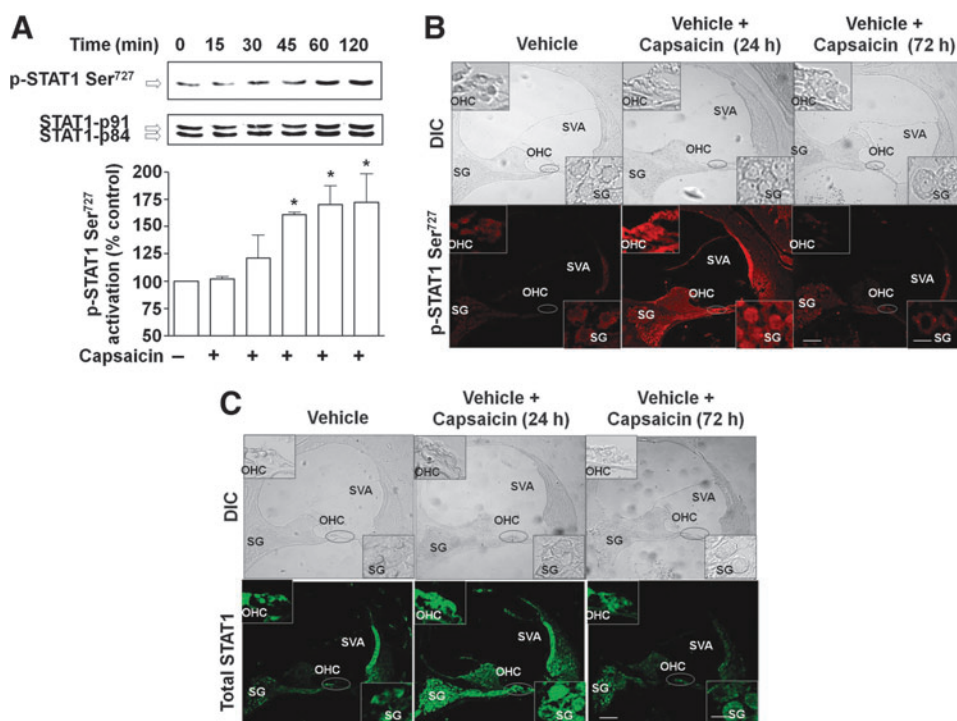 A
Time (min) 0 15 30 45 60 120
p-STAT1 Ser727
STAT1-p91
STAT1-p84
p-STAT1 Ser727
activation (% control)
200
175
150
125
100
75
50
* * *
Capsaicin – + + + + +
B
Vehicle
Vehicle +
Capsaicin (24 h)
Vehicle +
Capsaicin (72 h)
DIC
OHC
SVA
OHC
SG
SG
OHC
SVA
OHC
SG
SG
OHC
SVA
OHC
SG
SG
p-STAT1 Ser727
OHC
SVA
OHC
SG
SG
OHC
SVA
OHC
SG
SG
OHC
SVA
OHC
SG
SG
C
Vehicle
Vehicle +
Capsaicin (24 h)
Vehicle +
Capsaicin (72 h)
DIC
OHC
SVA
OHC
SG
SG
OHC
SVA
OHC
SG
SG
OHC
SVA
OHC
SG
SG
Total STAT1
OHC
SVA
OHC
SG
SG
OHC
SVA
OHC
SG
SG
OHC
SVA
OHC
SG
SG